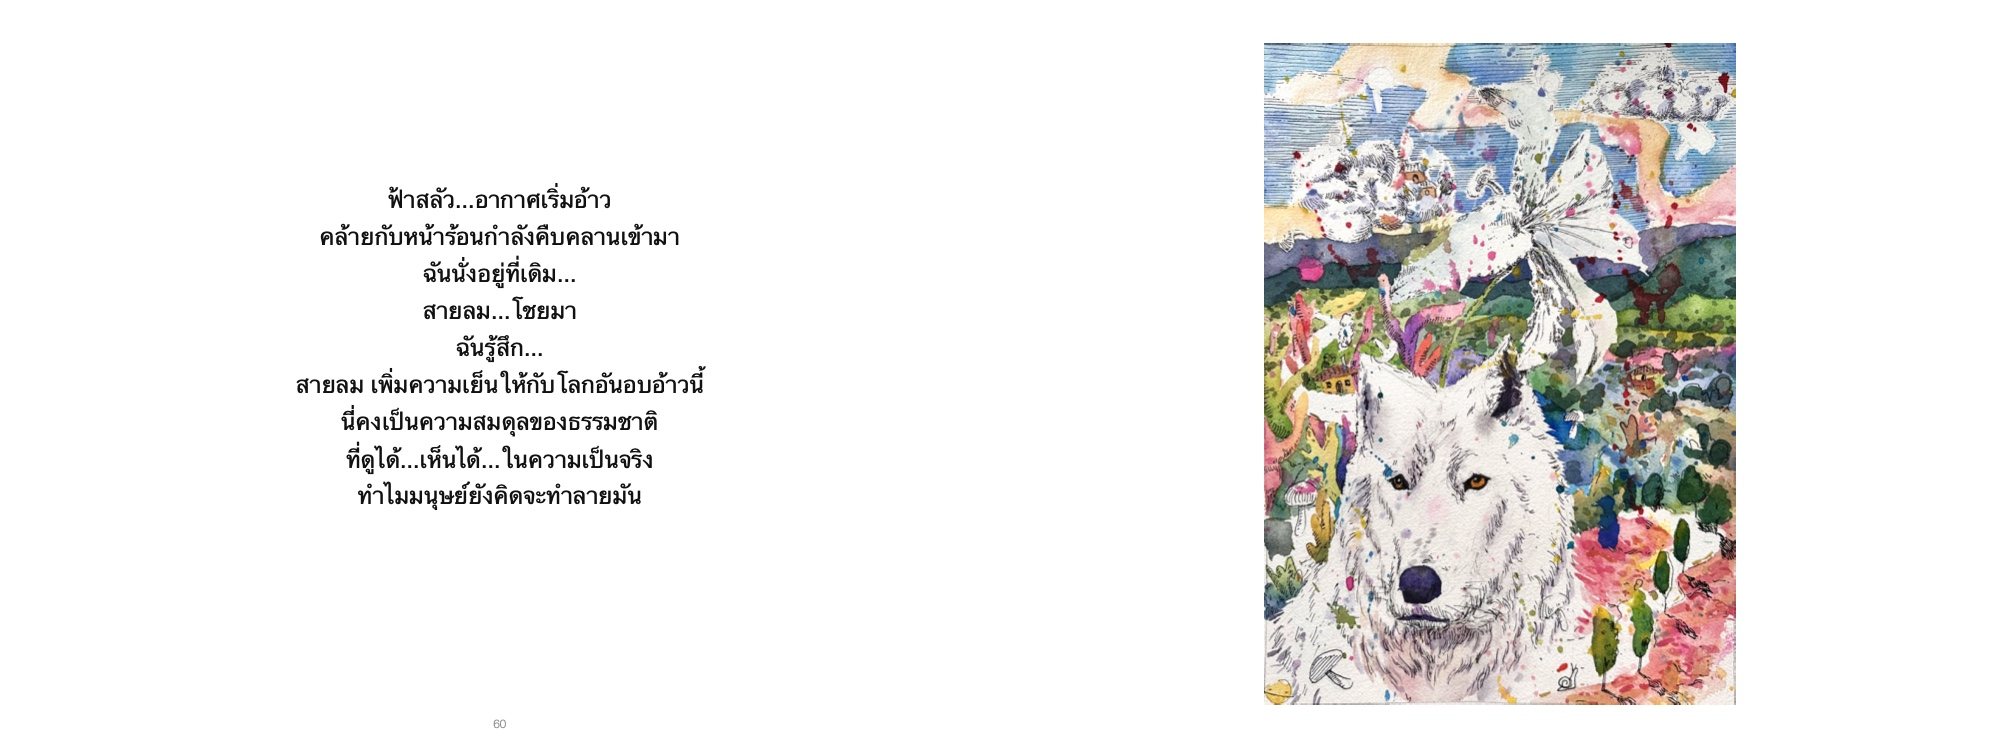 ฟ้าสลัว...อากาศเริ่มอ้าว
คล้ายกับหน้าร้อนกำลังคืบคลานเข้ามา
ฉันนั่งอยู่ที่เดิม...
สายลม...โชยมา
ฉันรู้สึก...
สายลม เพิ่มความเย็นให้กับโลกอันอบอ้าวนี้
นี่คงเป็นความสมดุลของธรรมชาติ
ที่ดูได้...เห็นได้...ในความเป็นจริง
ทำไมมนุษย์ยังคิดจะทำลายมัน
60